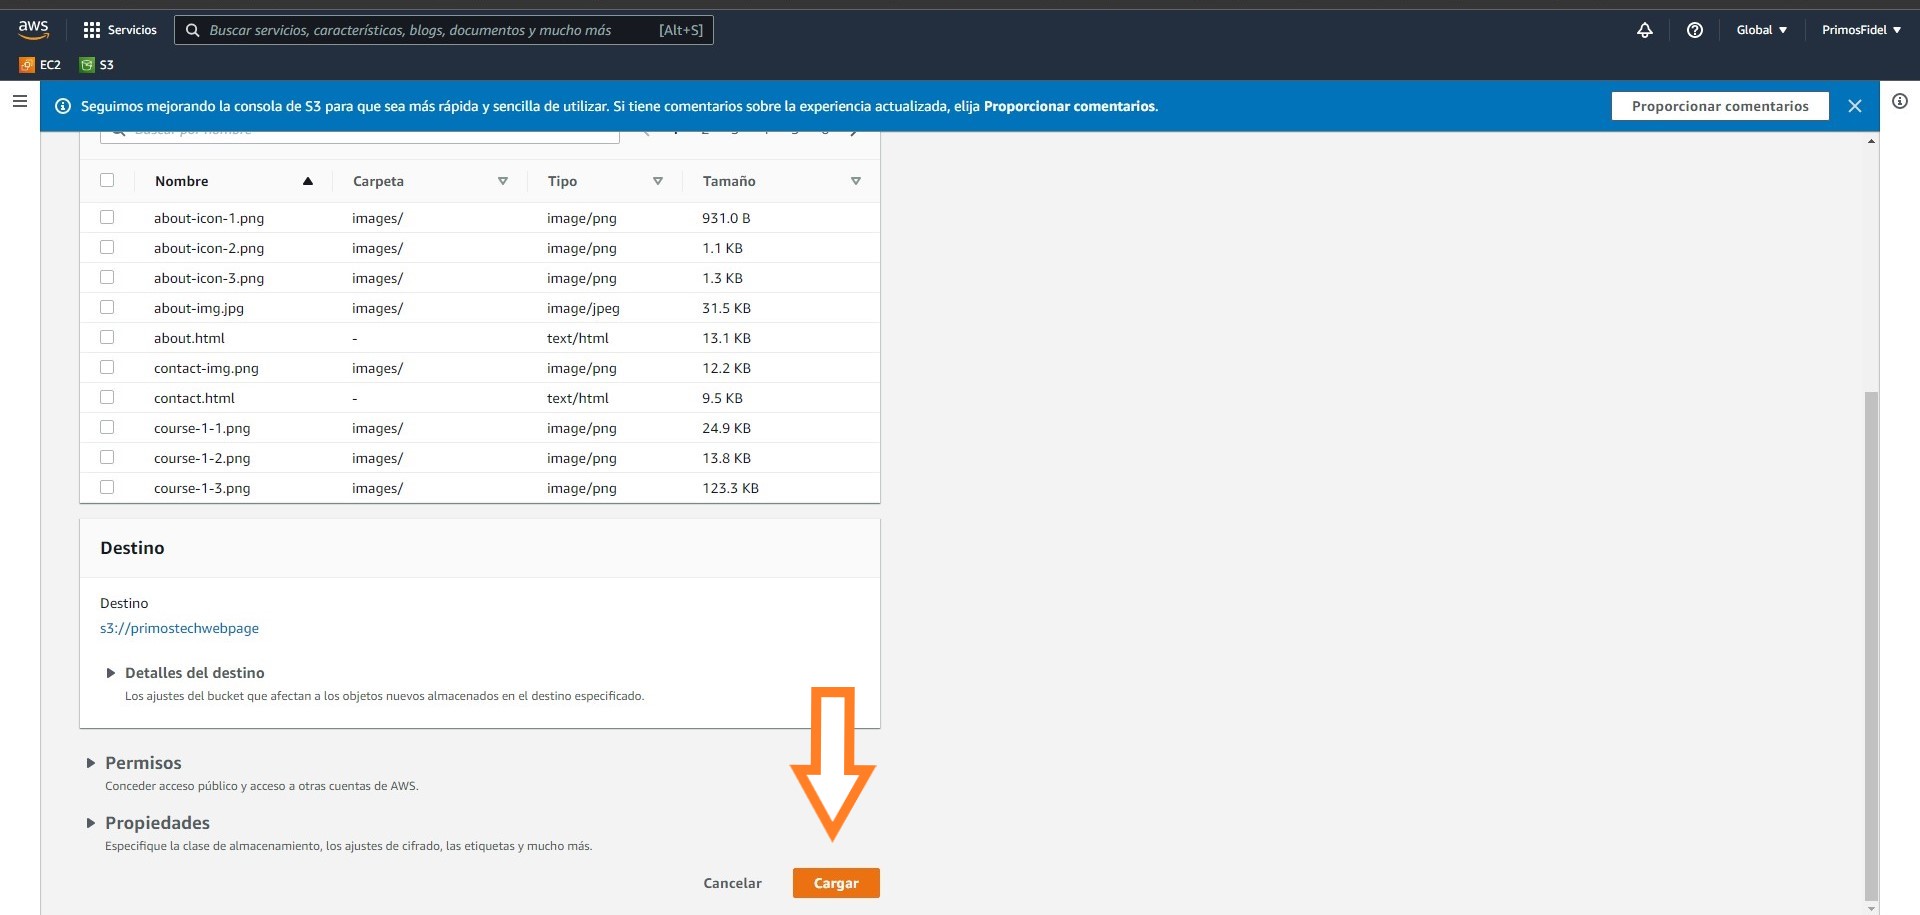 aws
Servicios
Buscar servicios, características, blogs, documentos y mucho más [Alt+S]
Global
PrimosFidel
EC2 S3
Seguimos mejorando la consola de S3 para que sea más rápida y sencilla de utilizar. Si tiene comentarios sobre la experiencia actualizada, elija Proporcionar comentarios.
Proporcionar comentarios
Nombre Carpeta Tipo Tamaño
about-icon-1.png images/ image/png 931.0 B
about-icon-2.png images/ image/png 1.1 KB
about-icon-3.png images/ image/png 1.3 KB
about-img.jpg images/ image/jpeg 31.5 KB
about.html - text/html 13.1 KB
contact-img.png images/ image/png 12.2 KB
contact.html - text/html 9.5 KB
course-1-1.png images/ image/png 24.9 KB
course-1-2.png images/ image/png 13.8 KB
course-1-3.png images/ image/png 123.3 KB
Destino
Destino
s3://primostechwebpage
Detalles del destino
Los ajustes del bucket que afectan a los objetos nuevos almacenados en el destino especificado.
Permisos
Conceder acceso público y acceso a otras cuentas de AWS.
Propiedades
Especifique la clase de almacenamiento, los ajustes de cifrado, las etiquetas y mucho más.
Cancelar
Cargar